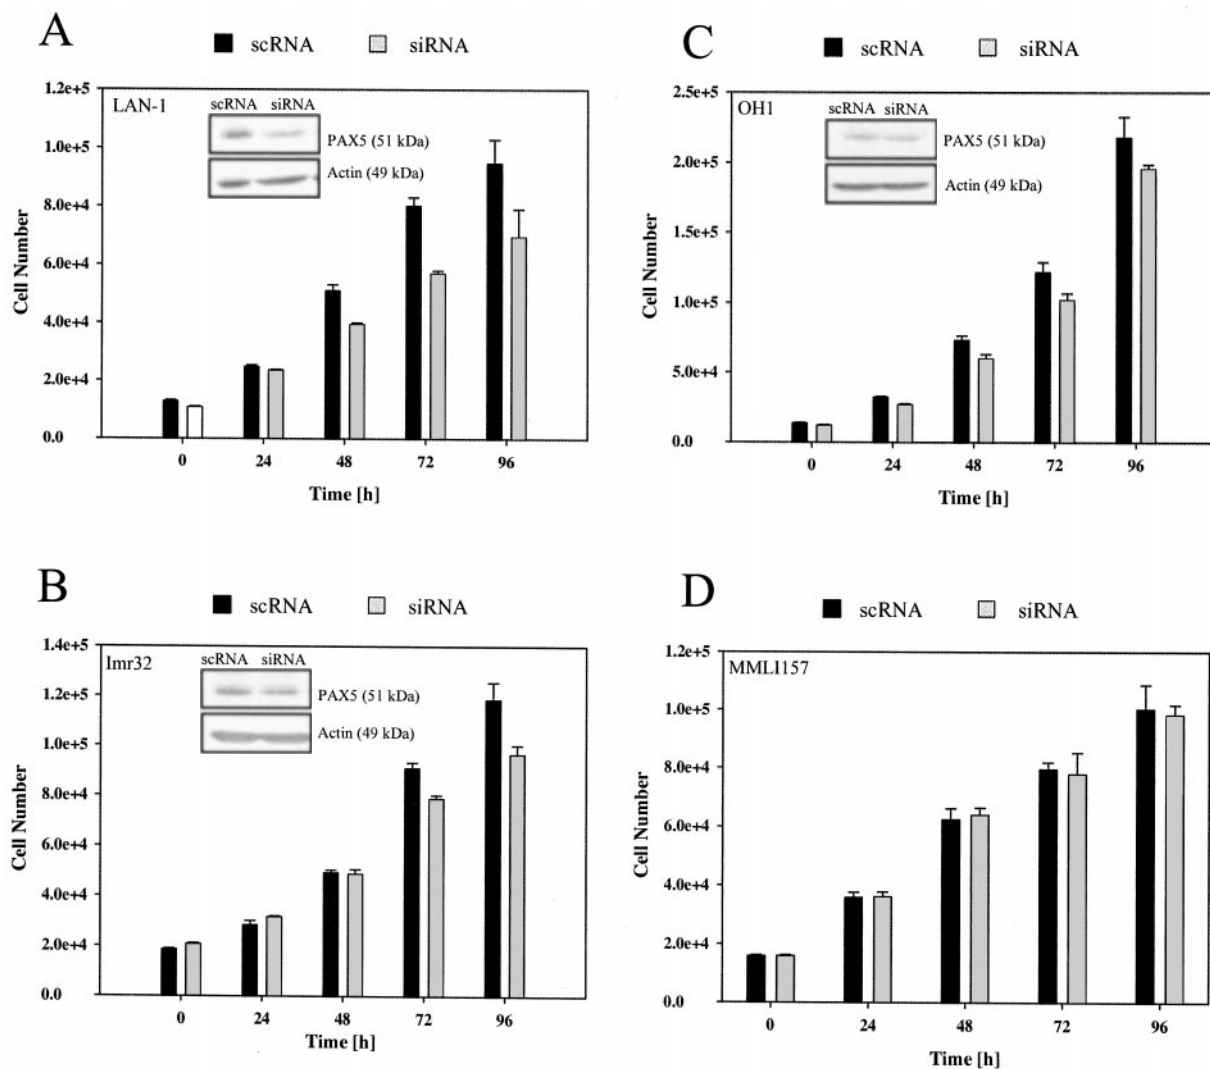 A
scRNA siRNA
1.2e+5
1.0e+5
8.0e+4
6.0e+4
4.0e+4
2.0e+4
0.0
Cell Number
LAN-1
scRNA siRNA
PAX5 (51 kDa)
Actin (49 kDa)
0 24 48 72 96
Time [h]
C
scRNA siRNA
2.5e+5
2.0e+5
1.5e+5
1.0e+5
5.0e+4
0.0
Cell Number
OH1
scRNA siRNA
PAX5 (51 kDa)
Actin (49 kDa)
0 24 48 72 96
Time [h]
B
scRNA siRNA
1.4e+5
1.2e+5
1.0e+5
8.0e+4
6.0e+4
4.0e+4
2.0e+4
0.0
Cell Number
Imr32
scRNA siRNA
PAX5 (51 kDa)
Actin (49 kDa)
0 24 48 72 96
Time [h]
D
scRNA siRNA
1.2e+5
1.0e+5
8.0e+4
6.0e+4
4.0e+4
2.0e+4
0.0
Cell Number
MMLI157
0 24 48 72 96
Time [h]